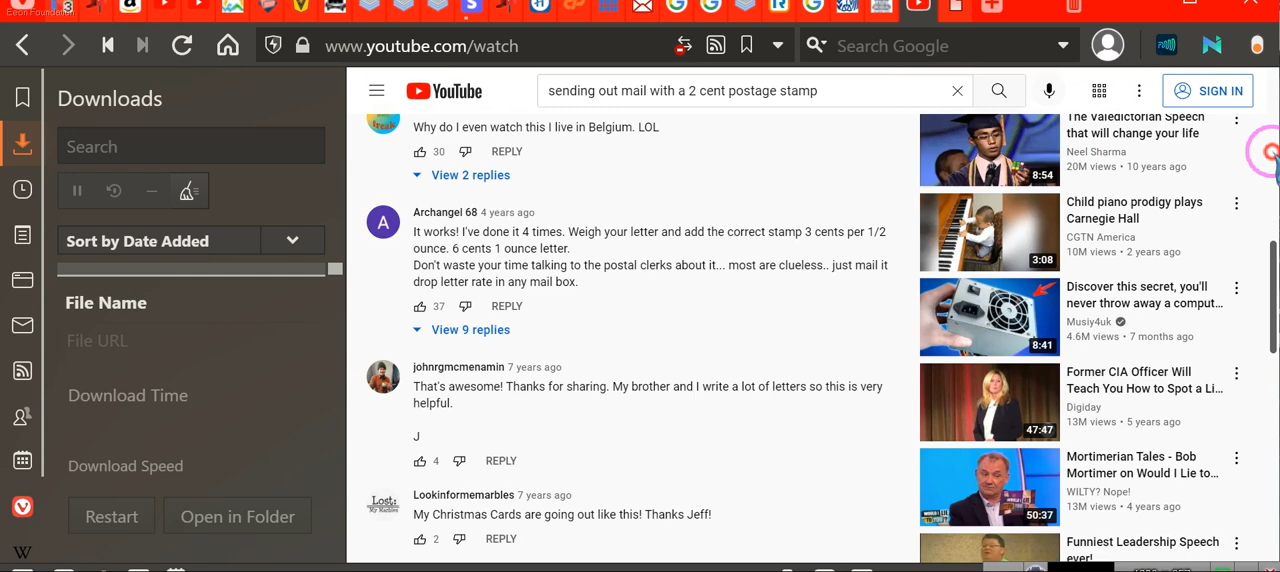 Eeon Foundation
www.youtube.com/watch
Search Google
Downloads
Search
Sort by Date Added
File Name
File URL
Download Time
Download Speed
Restart
Open in Folder
W
YouTube
sending out mail with a 2 cent postage stamp
SIGN IN
Why do I even watch this I live in Belgium. LOL
30 REPLY
View 2 replies
A
Archangel 68 4 years ago
It works! I've done it 4 times. Weigh your letter and add the correct stamp 3 cents per 1/2
ounce. 6 cents 1 ounce letter.
Don't waste your time talking to the postal clerks about it... most are clueless.. just mail it
drop letter rate in any mail box.
37 REPLY
View 9 replies
johnrgmcmenamin 7 years ago
That's awesome! Thanks for sharing. My brother and I write a lot of letters so this is very
helpful.
J
4 REPLY
Lost:
Lookinformemarbles 7 years ago
My Christmas Cards are going out like this! Thanks Jeff!
2 REPLY
The Valedictorian Speech
that will change your life
Neel Sharma
20M views • 10 years ago
8:54
Child piano prodigy plays
Carnegie Hall
CGTN America
10M views • 2 years ago
3:08
Discover this secret, you'll
never throw away a comput...
Musiy4uk
4.6M views • 7 months ago
8:41
Former CIA Officer Will
Teach You How to Spot a Li...
Digiday
13M views • 5 years ago
47:47
Mortimerian Tales - Bob
Mortimer on Would I Lie to...
WILTY? Nope!
13M views • 4 years ago
50:37
Funniest Leadership Speech
ever!